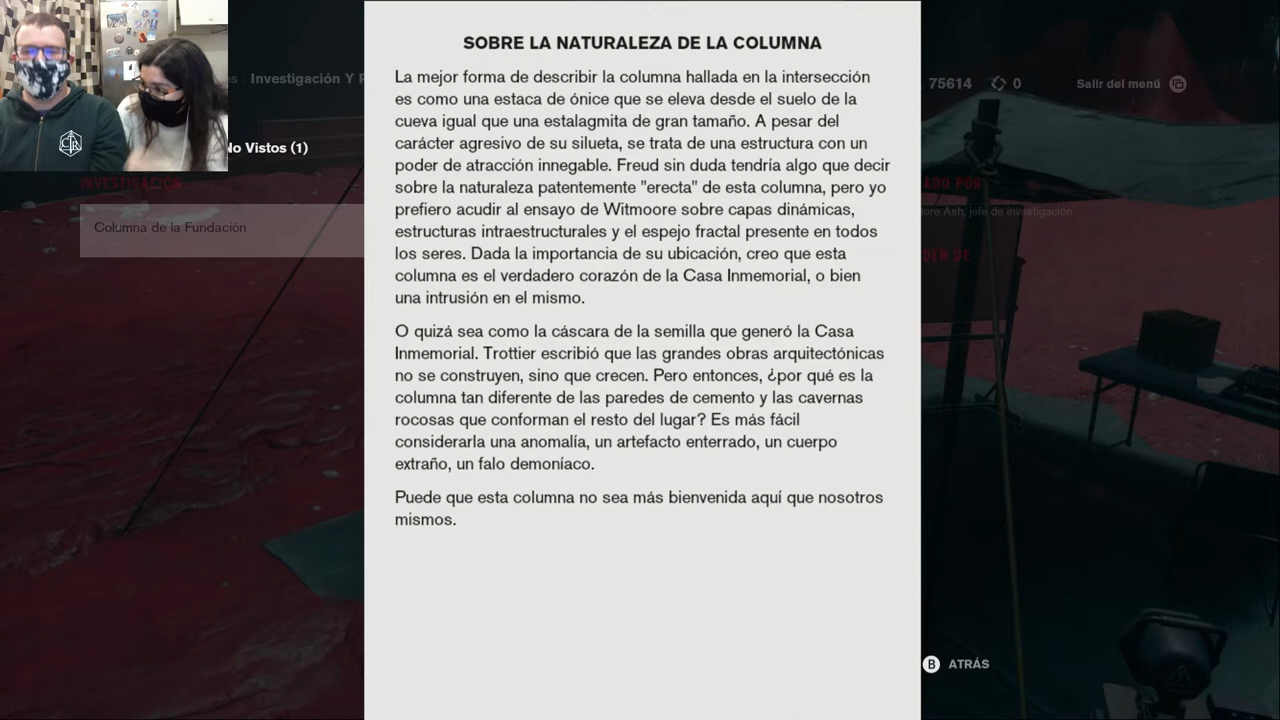 Investigación Y
75614
0
Salir del menú
No Vistos (1)
INVESTIGACIÓN
Columna de la Fundación
SOBRE LA NATURALEZA DE LA COLUMNA
La mejor forma de describir la columna hallada en la intersección
es como una estaca de ónice que se eleva desde el suelo de la
cueva igual que una estalagmita de gran tamaño. A pesar del
carácter agresivo de su silueta, se trata de una estructura con un
poder de atracción innegable. Freud sin duda tendría algo que decir
sobre la naturaleza patentemente "erecta" de esta columna, pero yo
prefiero acudir al ensayo de Witmoore sobre capas dinámicas,
estructuras intraestructurales y el espejo fractal presente en todos
los seres. Dada la importancia de su ubicación, creo que esta
columna es el verdadero corazón de la Casa Inmemorial, o bien
una intrusión en el mismo.
O quizá sea como la cáscara de la semilla que generó la Casa
Inmemorial. Trottier escribió que las grandes obras arquitectónicas
no se construyen, sino que crecen. Pero entonces, ¿por qué es la
columna tan diferente de las paredes de cemento y las cavernas
rocosas que conforman el resto del lugar? Es más fácil
considerarla una anomalía, un artefacto enterrado, un cuerpo
extraño, un falo demoníaco.
Puede que esta columna no sea más bienvenida aquí que nosotros
mismos.
ADO POR
ore Ash, jefe de investigación
DEN DE
B ATRÁS